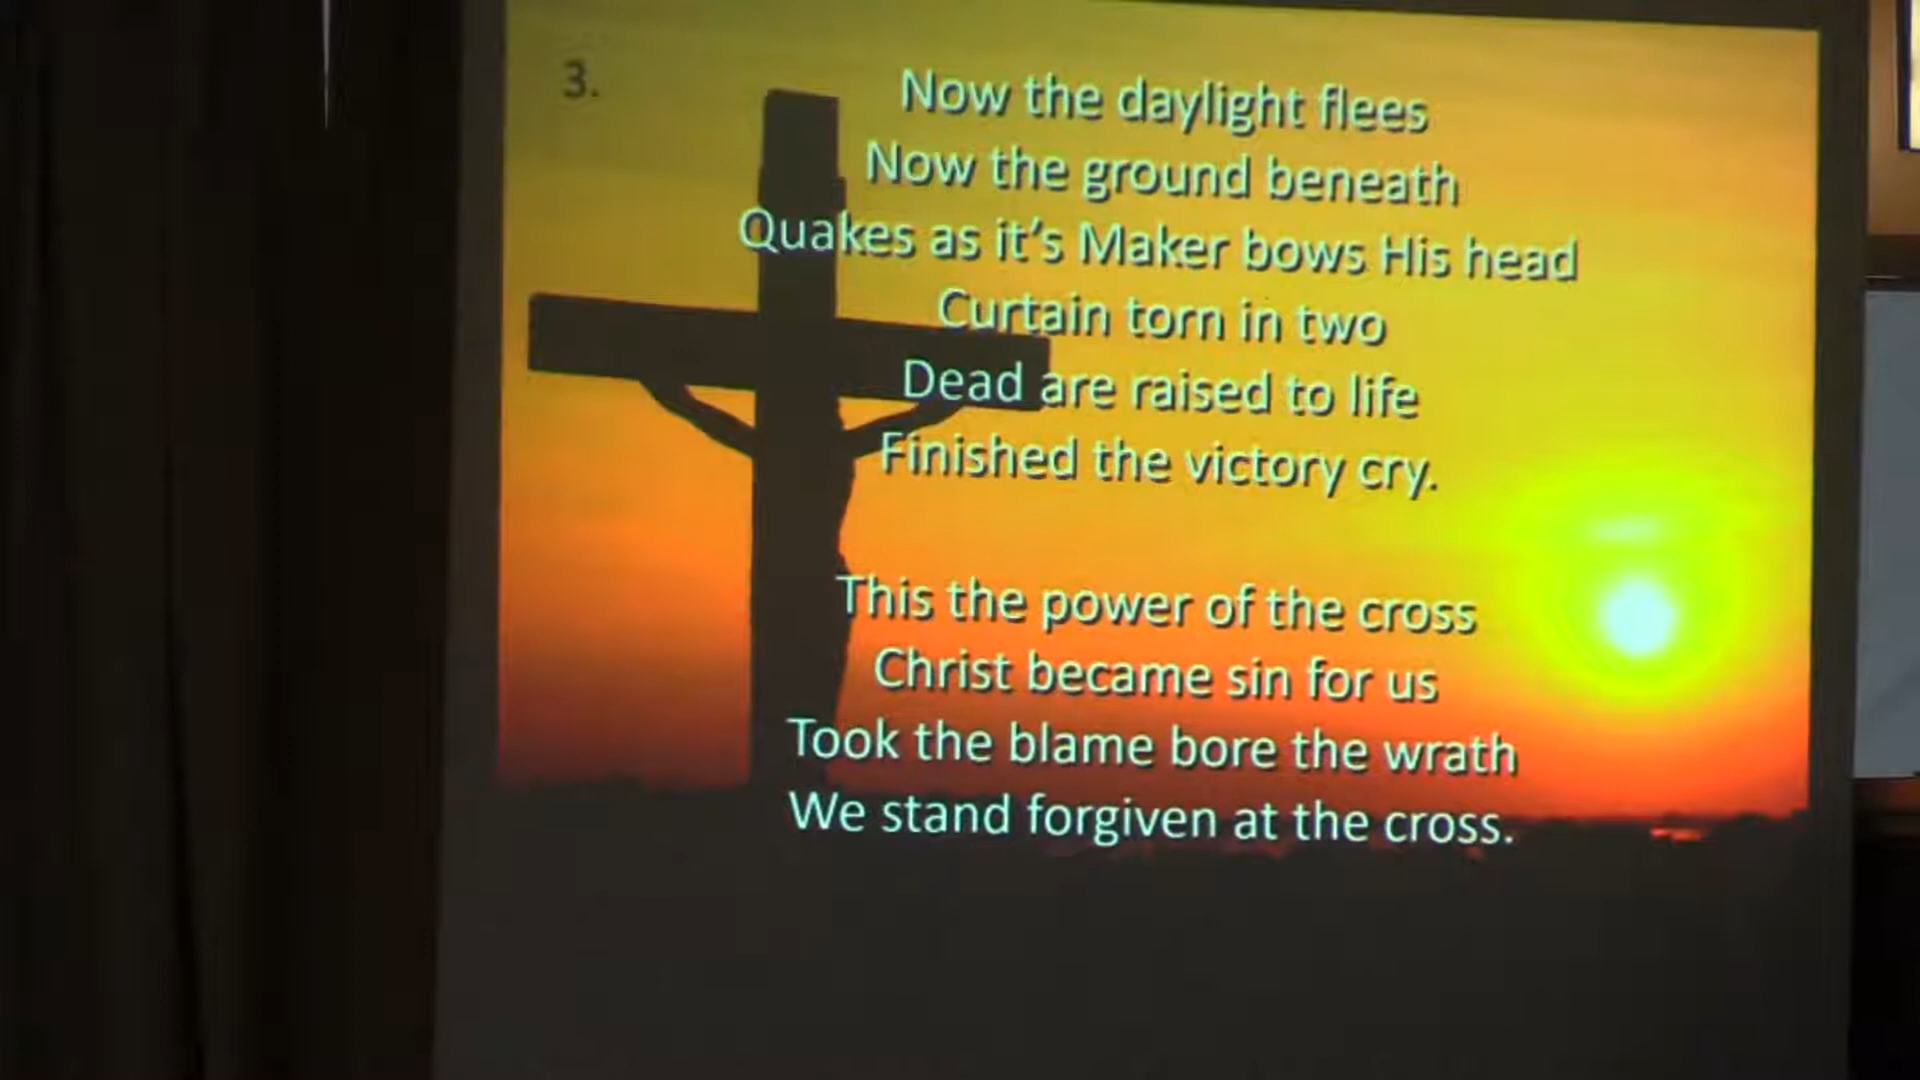 3.
Now the daylight flees
Now the ground beneath
Quakes as it's Maker bows His head
Curtain torn in two
Dead are raised to life
Finished the victory cry.
This the power of the cross
Christ became sin for us
Took the blame bore the wrath
We stand forgiven at the cross.